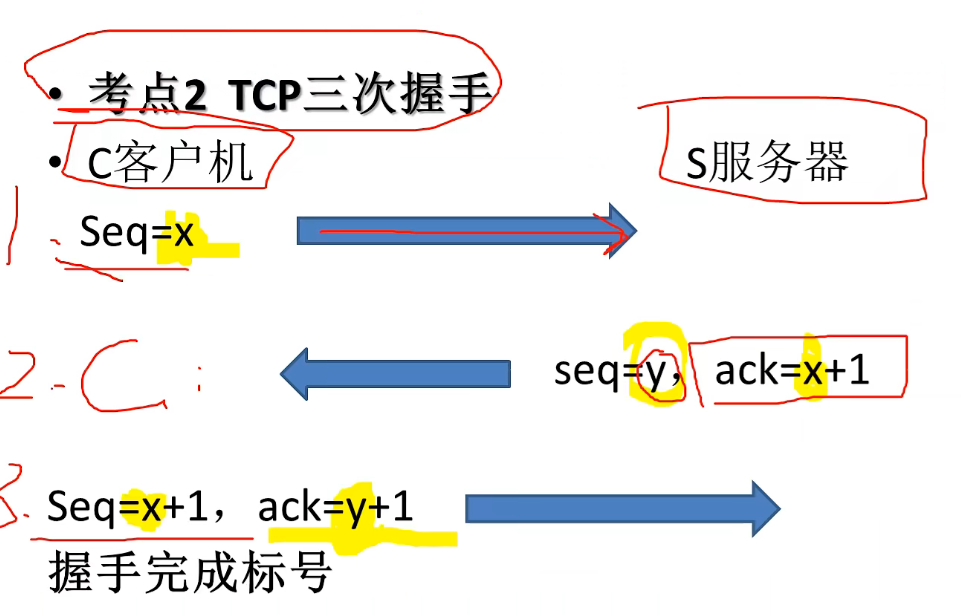 • 考点2 TCP三次握手
• C客户机 S服务器
1. Seq=x
2. C: seq=y， ack=x+1
3. Seq=x+1， ack=y+1
握手完成标号